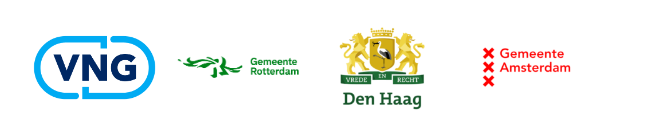 VNG
Gemeente
Rotterdam
VREDE EN RECHT
Den Haag
Gemeente
Amsterdam